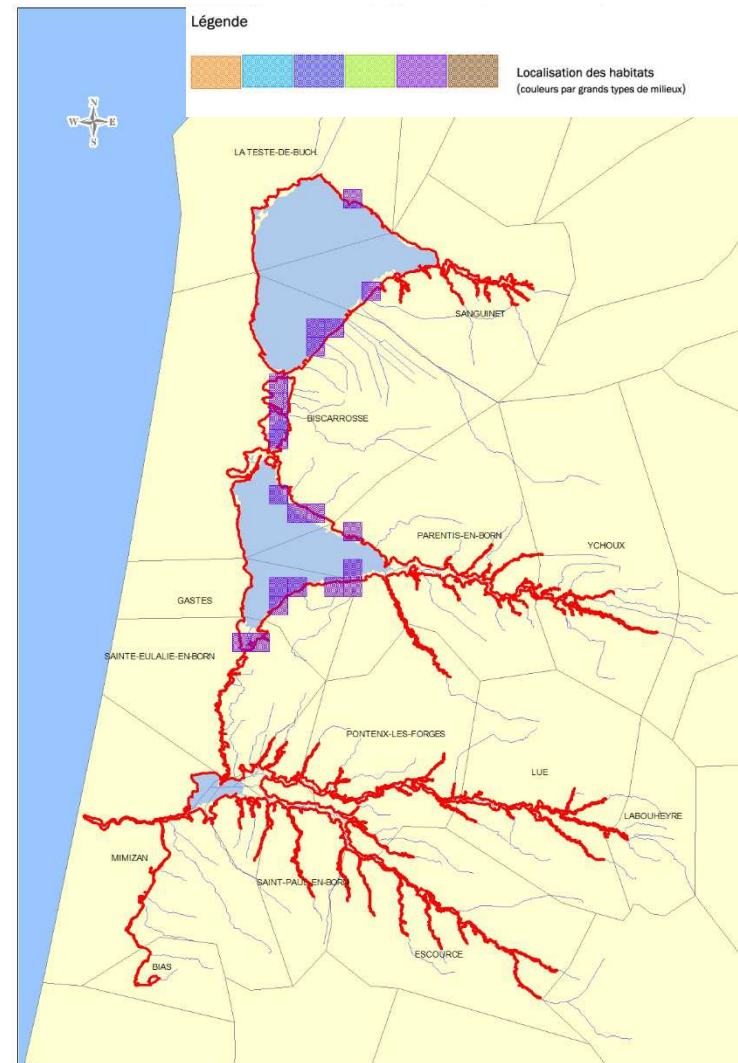 Légende
Localisation des habitats
(couleurs par grands types de milieux)
N
W E
S
LA TESTE-DE-BUCH
SANGUINET
BISCARROSSE
PARENTIS-EN-BORN
YCHOUX
GASTES
SAINTE-EULALIE-EN-BORN
PONTENX-LES-FORGES
LUE
LABOUHEYRE
MIMIZAN
SAINT-PAUL-EN-BORN
ESCOURCE
BIAS